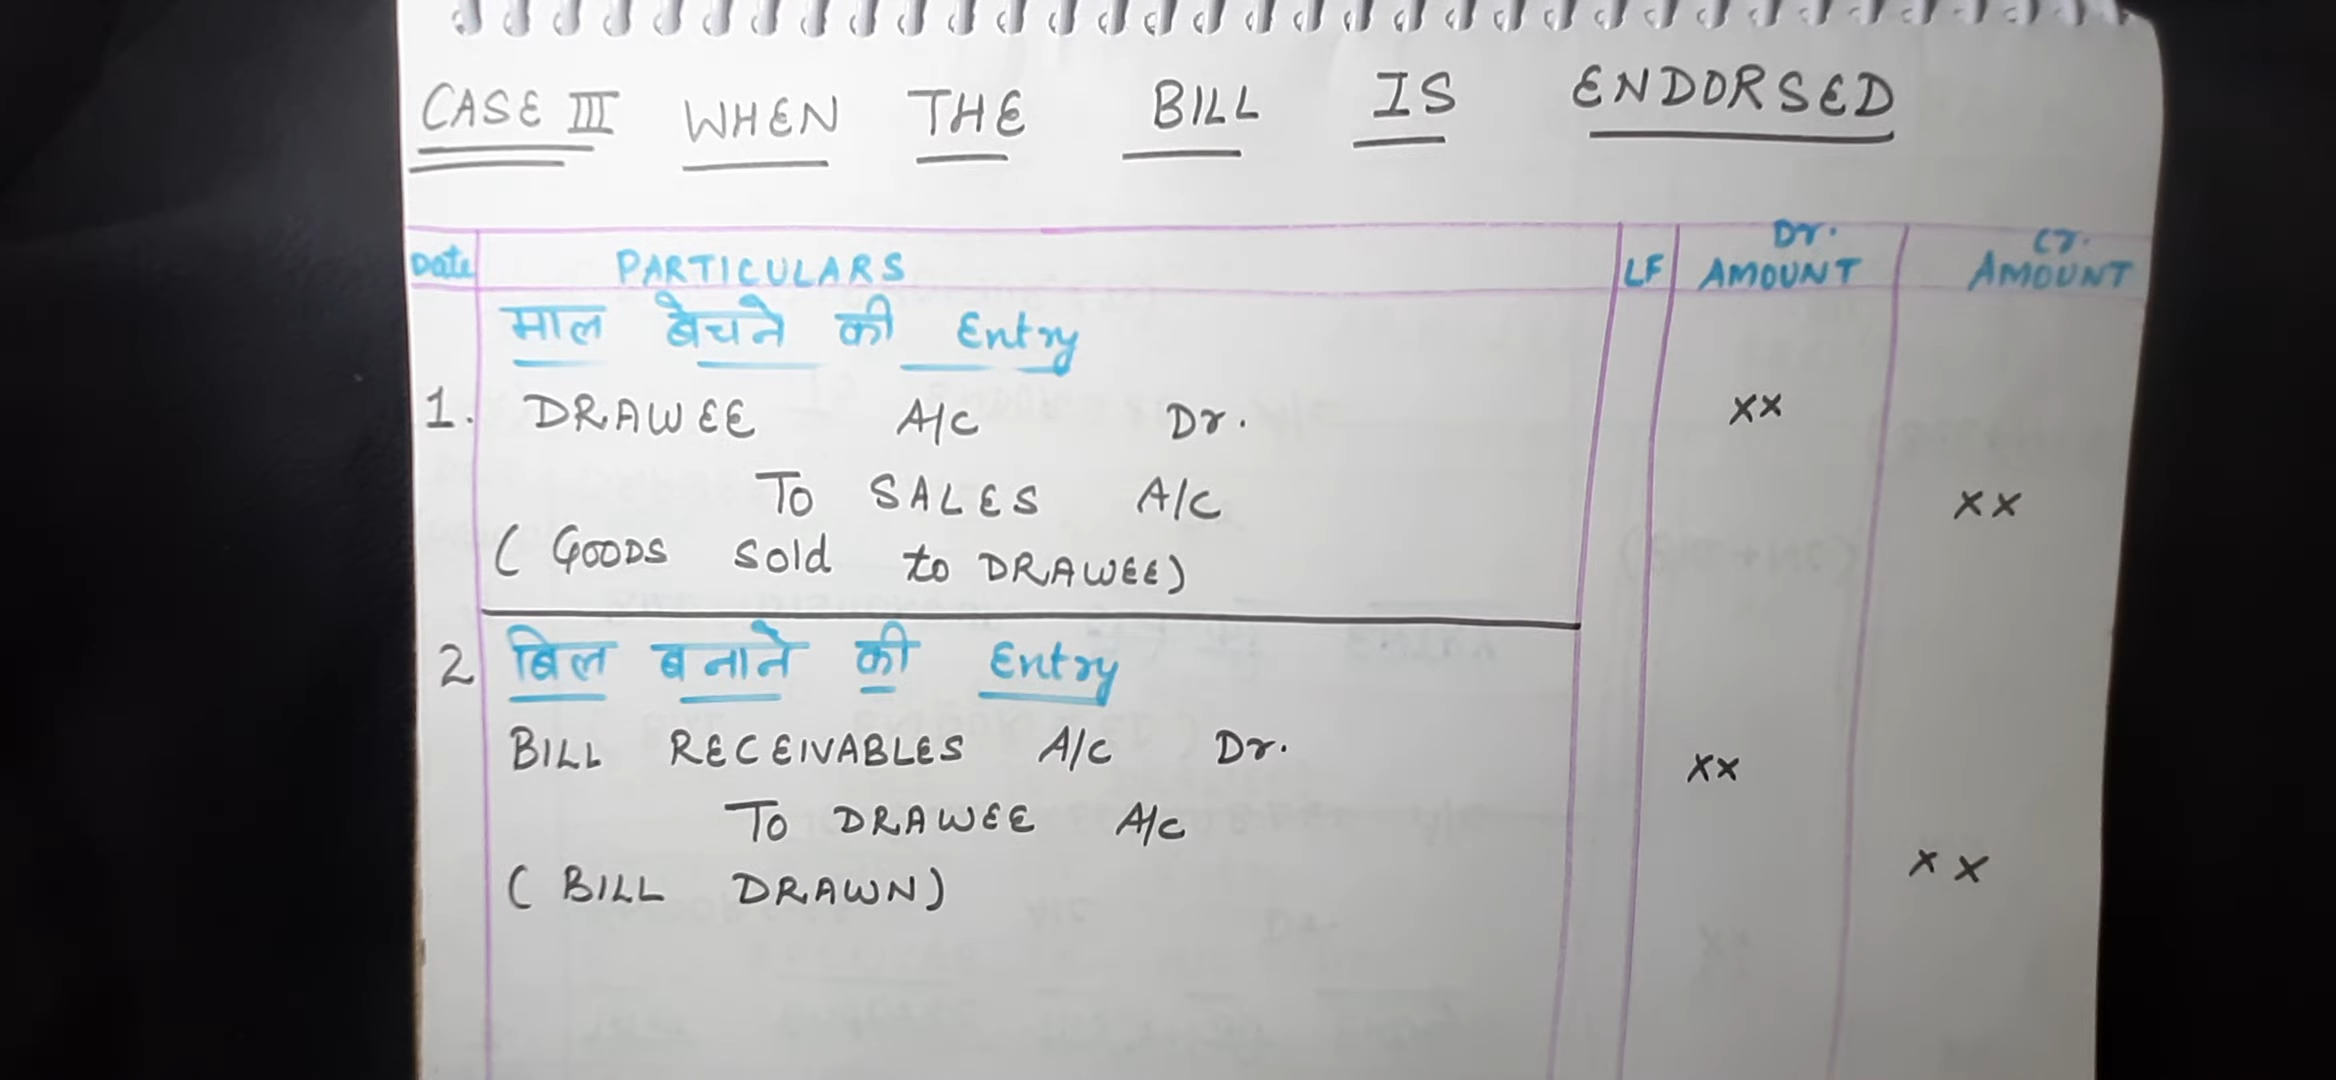 CASE III WHEN THE BILL IS ENDORSED
Date PARTICULARS LF Dr. AMOUNT Cr. AMOUNT
माल बेचने की Entry
1. DRAWEE A/C Dr. XX
To SALES A/C XX
( GOODS Sold to DRAWEE)
2 बिल बनाने की Entry
BILL RECEIVABLES A/C Dr. XX
To DRAWEE A/C XX
( BILL DRAWN)